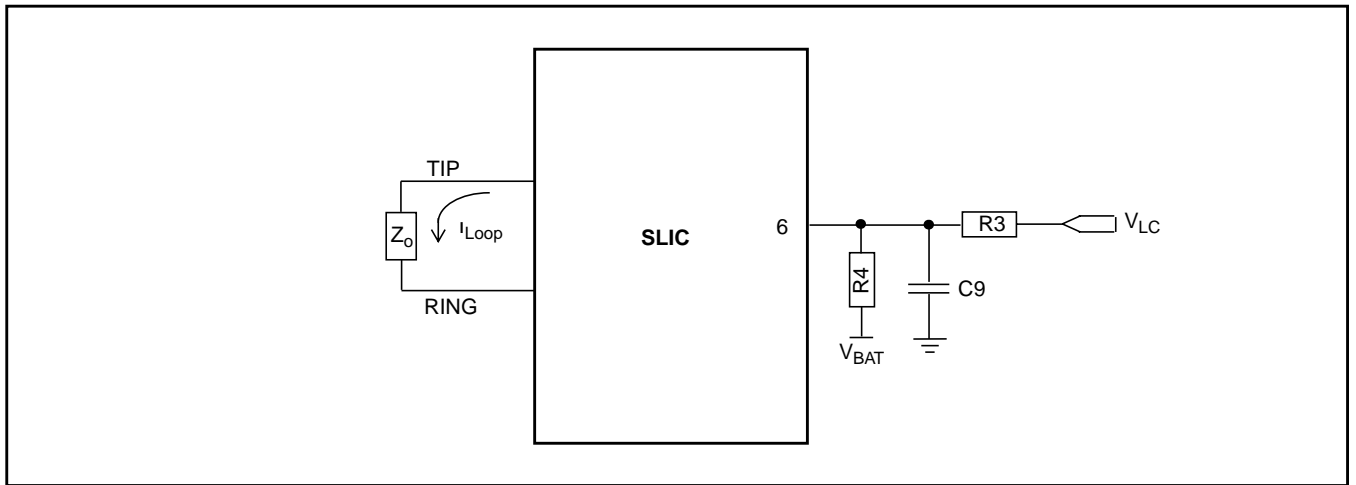 TIP
Zo
ILoop
RING
SLIC
6
R3
VLC
R4
C9
VBAT